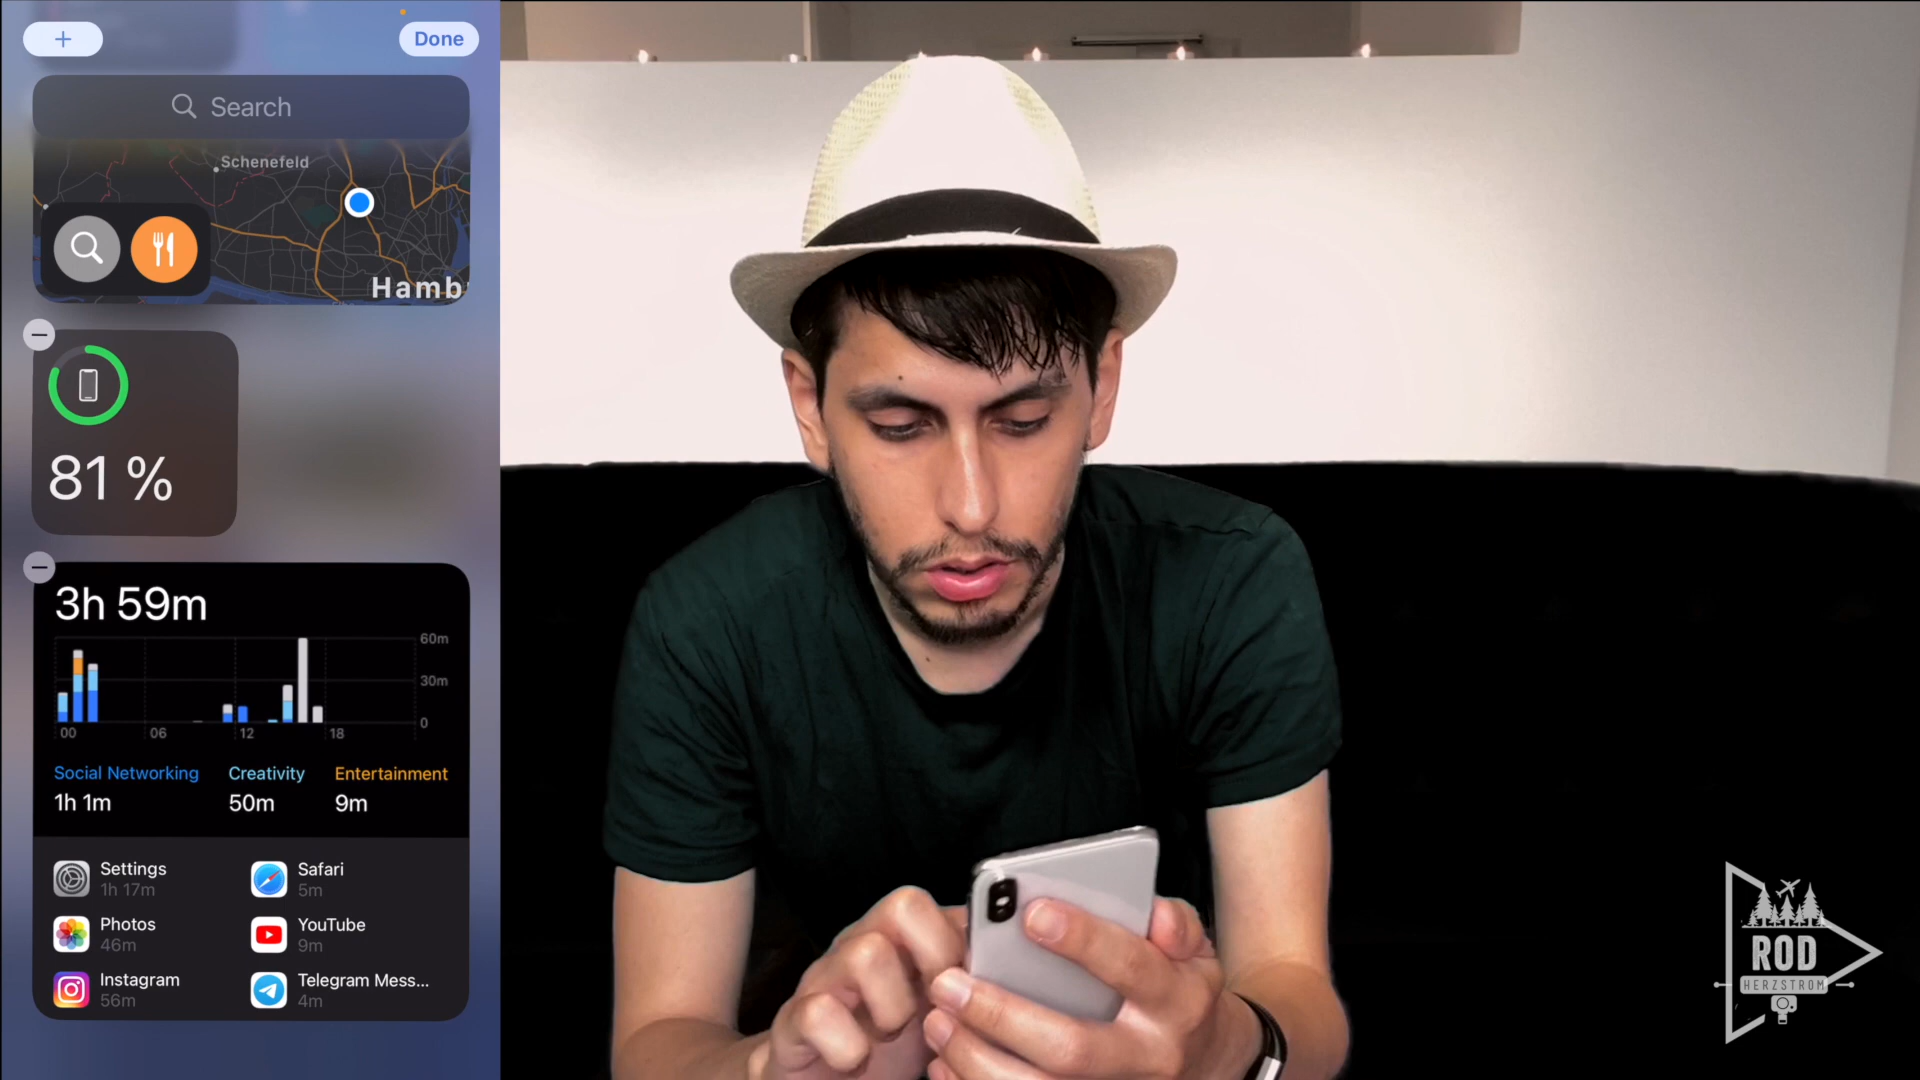 +
Done
Search
Schenefeld
Hamb
81 %
3h 59m
60m
30m
0
00 06 12 18
Social Networking Creativity Entertainment
1h 1m 50m 9m
Settings Safari
1h 17m 5m
Photos YouTube
46m 9m
Instagram Telegram Mess...
56m 4m
ROD
HERZSTROM